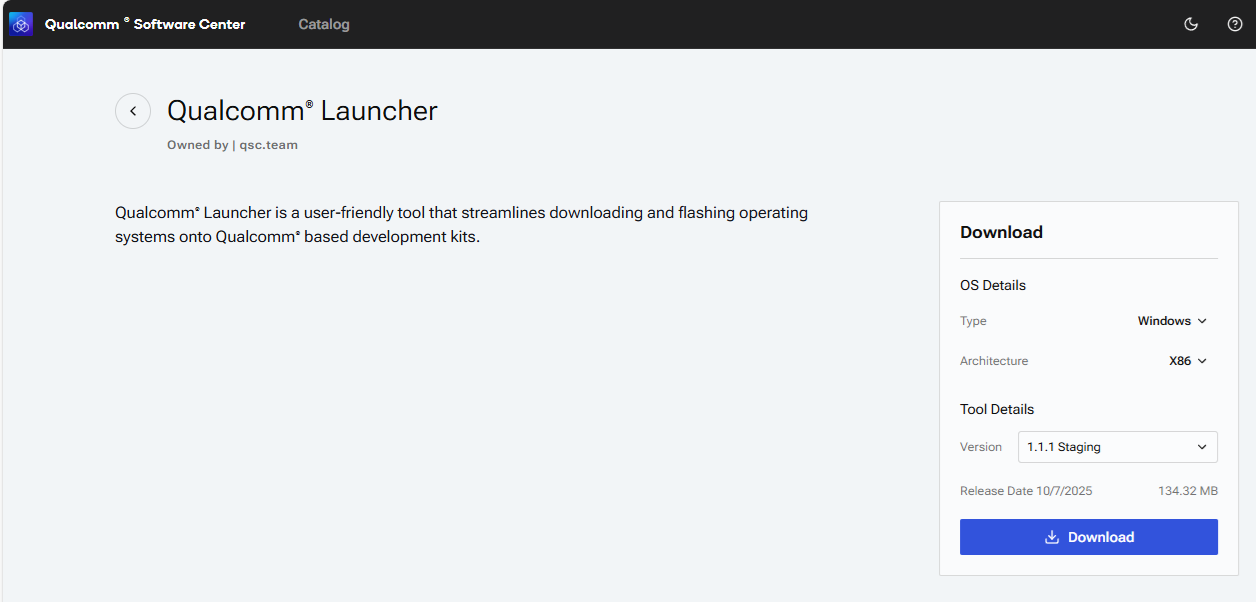 Qualcomm ® Software Center
Catalog
Qualcomm® Launcher
Owned by | qsc.team
Qualcomm® Launcher is a user-friendly tool that streamlines downloading and flashing operating
systems onto Qualcomm® based development kits.
Download
OS Details
Type Windows
Architecture X86
Tool Details
Version 1.1.1 Staging
Release Date 10/7/2025 134.32 MB
Download